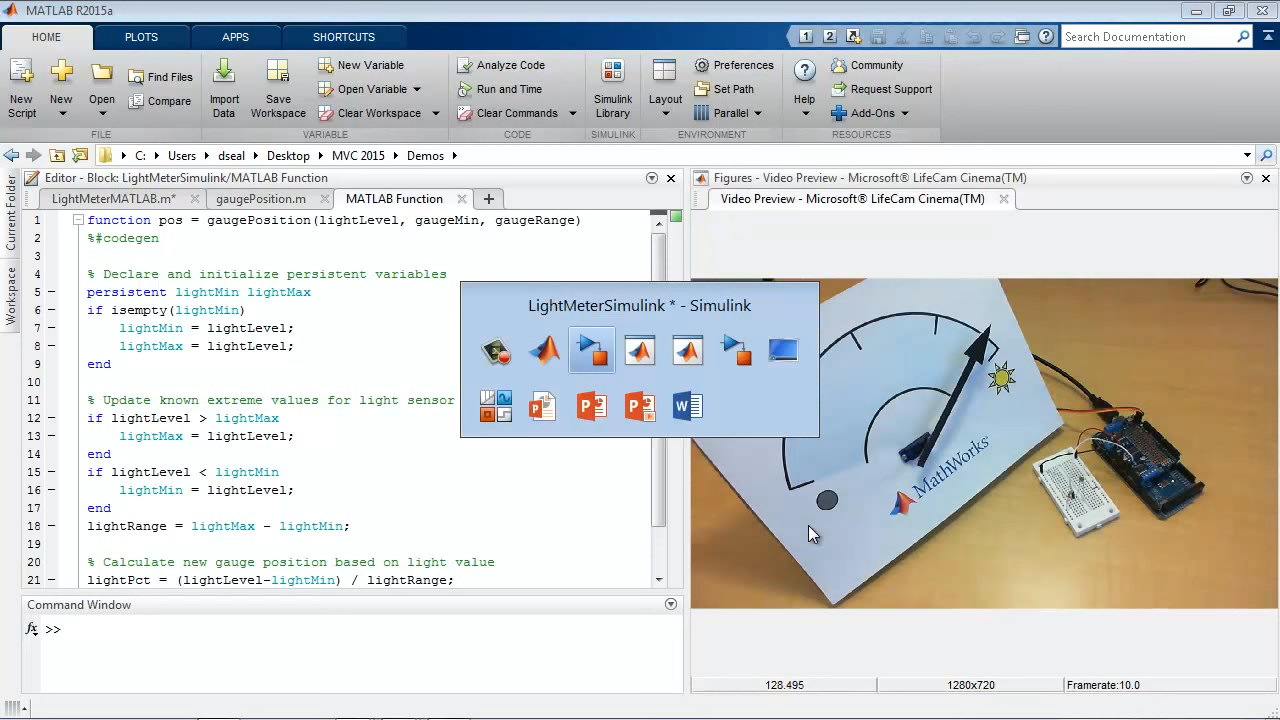 MATLAB R2015a
HOME PLOTS APPS SHORTCUTS
1 2 Search Documentation
New Script
New
Open
Find Files
Compare
FILE
Import Data
Save Workspace
New Variable
Open Variable
Clear Workspace
VARIABLE
Analyze Code
Run and Time
Clear Commands
CODE
Simulink Library
SIMULINK
Layout
Preferences
Set Path
Parallel
ENVIRONMENT
Help
Community
Request Support
Add-Ons
RESOURCES
C: Users dseal Desktop MVC 2015 Demos
Current Folder
Workspace
Editor - Block: LightMeterSimulink/MATLAB Function
LightMeterMATLAB.m* gaugePosition.m MATLAB Function
1 function pos = gaugePosition(lightLevel, gaugeMin, gaugeRange)
2 %#codegen
3
4 % Declare and initialize persistent variables
5 persistent lightMin lightMax
6 if isempty(lightMin)
7 lightMin = lightLevel;
8 lightMax = lightLevel;
9 end
10
11 % Update known extreme values for light sensor
12 if lightLevel > lightMax
13 lightMax = lightLevel;
14 end
15 if lightLevel < lightMin
16 lightMin = lightLevel;
17 end
18 lightRange = lightMax - lightMin;
19
20 % Calculate new gauge position based on light value
21 lightPct = (lightLevel-lightMin) / lightRange;
Command Window
fx >>
LightMeterSimulink * - Simulink
Figures - Video Preview - Microsoft® LifeCam Cinema(TM)
Video Preview - Microsoft® LifeCam Cinema(TM)
MathWorks®
128.495 1280x720 Framerate:10.0